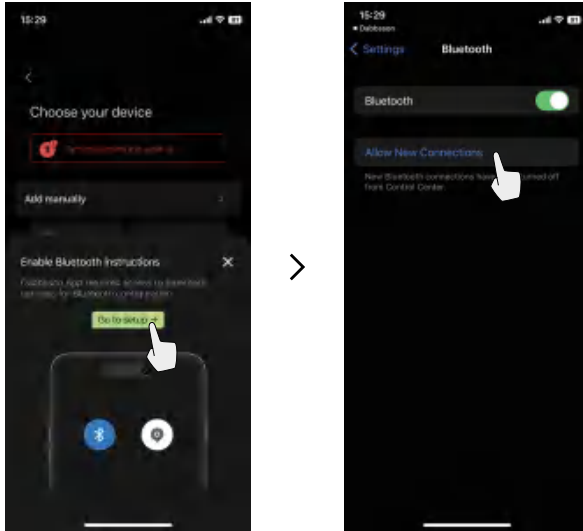 15:29
Choose your device
Add manually
Enable Bluetooth Instructions
Go to setup →
15:29
Dabbsson
Settings
Bluetooth
Bluetooth
Allow New Connections
New Bluetooth connections have turned off
from Control Center.